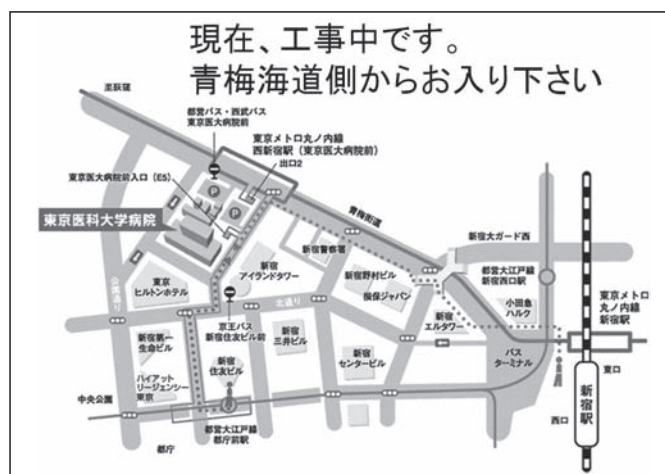 現在、工事中です。
青梅海道側からお入り下さい
至荻窪
都営バス・西武バス
東京医大病院前
東京メトロ丸ノ内線
西新宿駅（東京医大病院前）
出口2
東京医大病院前入口（E5）
P
P
東京医科大学病院
青梅街道
新宿大ガード西
新宿警察署
新宿
アイランドタワー
新宿野村ビル
損保ジャパン
都営大江戸線
新宿西口駅
小田急
ハルク
東京メトロ
丸ノ内線
新宿駅
公園通り
東京
ヒルトンホテル
北通り
京王バス
新宿住友ビル前
新宿
エルタワー
新宿第一
生命ビル
新宿
住友ビル
新宿
三井ビル
新宿
センタービル
バス
ターミナル
東口
新宿駅
西口
ハイアット
リージェンシー
東京
中央公園
都営大江戸線
都庁前駅
都庁